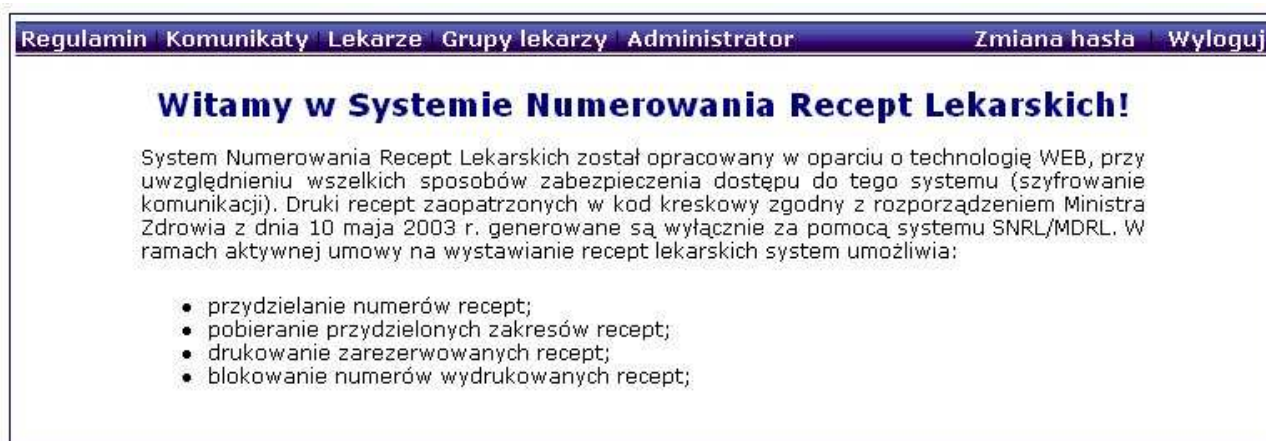 Regulamin Komunikaty Lekarze Grupy lekarzy Administrator Zmiana hasła Wyloguj
Witamy w Systemie Numerowania Recept Lekarskich!
System Numerowania Recept Lekarskich został opracowany w oparciu o technologię WEB, przy
uwzględnieniu wszelkich sposobów zabezpieczenia dostępu do tego systemu (szyfrowanie
komunikacji). Druki recept zaopatrzonych w kod kreskowy zgodny z rozporządzeniem Ministra
Zdrowia z dnia 10 maja 2003 r. generowane są wyłącznie za pomocą systemu SNRL/MDRL. W
ramach aktywnej umowy na wystawianie recept lekarskich system umożliwia:
• przydzielanie numerów recept;
• pobieranie przydzielonych zakresów recept;
• drukowanie zarezerwowanych recept;
• blokowanie numerów wydrukowanych recept;